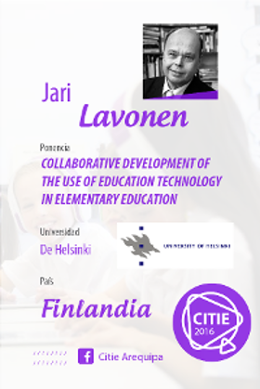 Jari
Lavonen
Ponencia
COLLABORATIVE DEVELOPMENT OF
THE USE OF EDUCATION TECHNOLOGY
IN ELEMENTARY EDUCATION
Universidad
De Helsinki
UNIVERSITY OF HELSINKI
País
Finlandia
CITIE
2016
Citie Arequipa